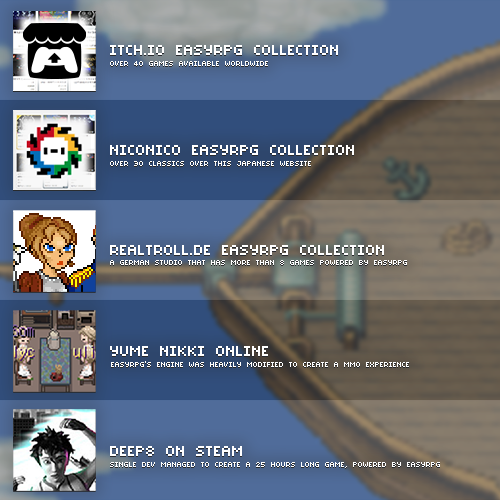 ITCH.IO EASYRPG COLLECTION
OVER 40 GAMES AVAILABLE WORLDWIDE
NICONICO EASYRPG COLLECTION
OVER 30 CLASSICS OVER THIS JAPANESE WEBSITE
REALTROLL.DE EASYRPG COLLECTION
A GERMAN STUDIO THAT HAS MORE THAN 8 GAMES POWERED BY EASYRPG
YUME NIKKI ONLINE
EASYRPG'S ENGINE WAS HEAVILY MODIFIED TO CREATE A MMO EXPERIENCE
DEEP8 ON STEAM
SINGLE DEV MANAGED TO CREATE A 25 HOURS LONG GAME, POWERED BY EASYRPG